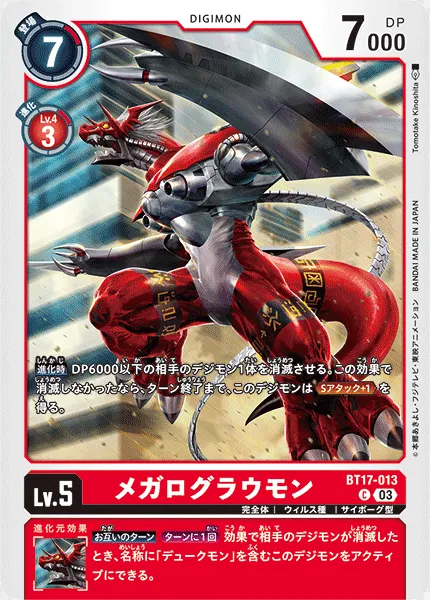 登場
7
DIGIMON
7000
DP
進化
Lv.4
3
Tomotake Kinoshita
©本郷あきよし・フジテレビ・東映アニメーション BANDAI MADE IN JAPAN
進化時 DP6000以下の相手のデジモン1体を消滅させる。この効果で
消滅しなかったなら、ターン終了まで、このデジモンは《Sアタック+1》を
得る。
BT17-013
Lv.5
メガログラウモン
C 03
完全体 ウィルス種 サイボーグ型
進化元効果
お互いのターン ターンに1回 効果で相手のデジモンが消滅した
とき、名称に「デュークモン」を含むこのデジモンをアクティ
ブにできる。